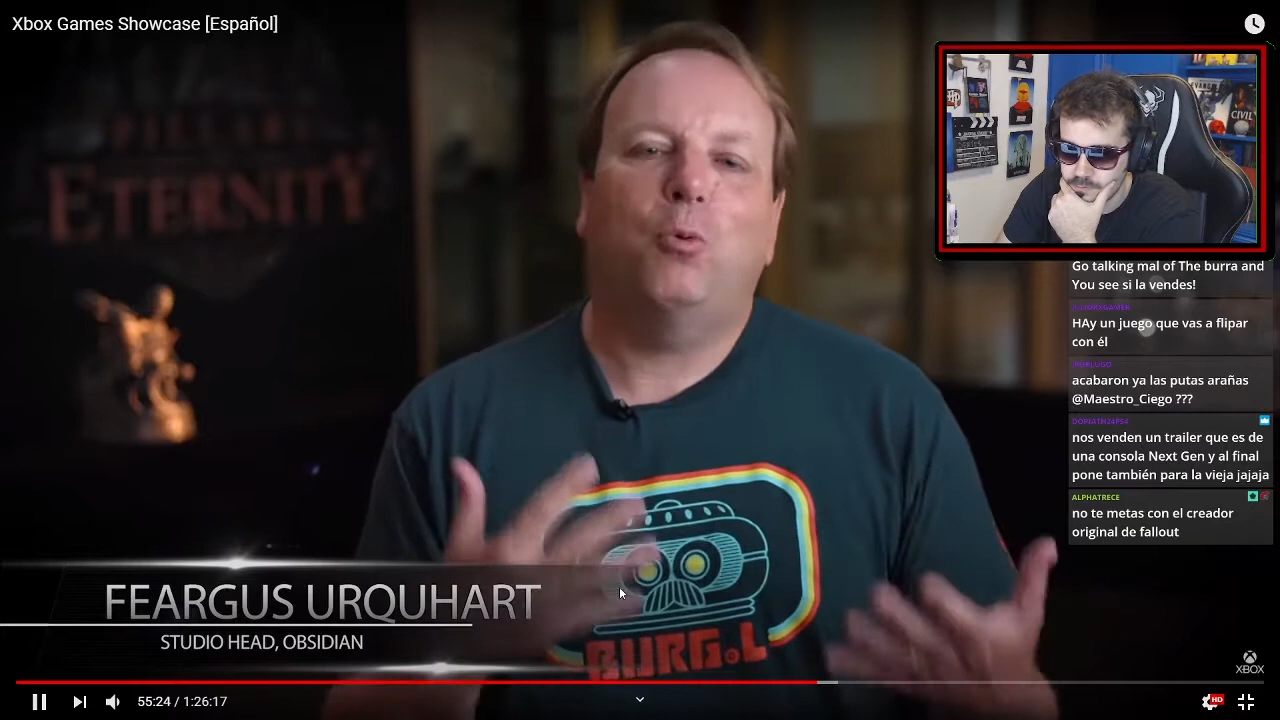 Xbox Games Showcase [Español]
ETERNITY
CIVIL
Go talking mal of The burra and
You see si la vendes!
HAy un juego que vas a flipar
con él
acabaron ya las putas arañas
@Maestro_Ciego ???
nos venden un trailer que es de
una consola Next Gen y al final
pone también para la vieja jajaja
ALPHATRECE
no te metas con el creador
original de fallout
FEARGUS URQUHART
STUDIO HEAD, OBSIDIAN
BURG.L
XBOX
55:24 / 1:26:17
HD